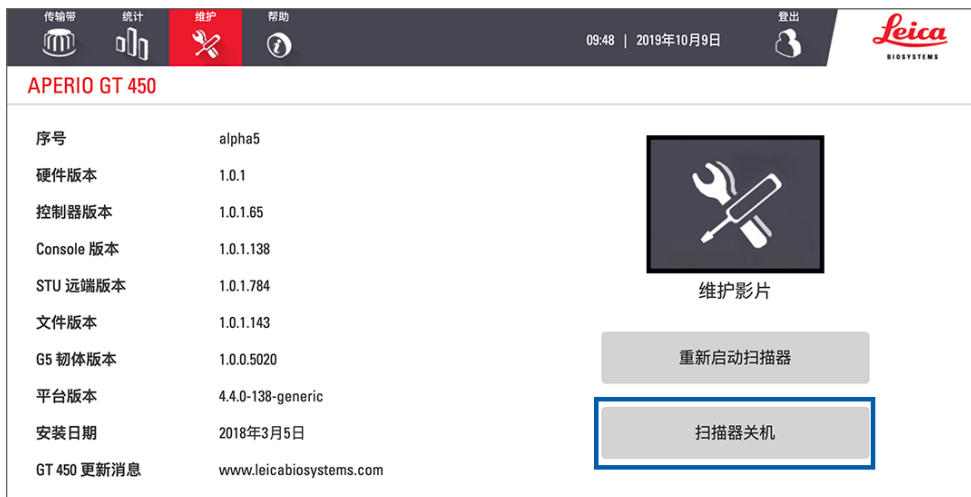 传输带 统计 维护 帮助 登出
09:48 | 2019年10月9日
Leica
BIOSYSTEMS
APERIO GT 450
序号 alpha5
硬件版本 1.0.1
控制器版本 1.0.1.65
Console 版本 1.0.1.138
STU 远端版本 1.0.1.784
文件版本 1.0.1.143
G5 韧体版本 1.0.0.5020
平台版本 4.4.0-138-generic
安装日期 2018年3月5日
GT 450 更新消息 www.leicabiosystems.com
维护影片
重新启动扫描器
扫描器关机